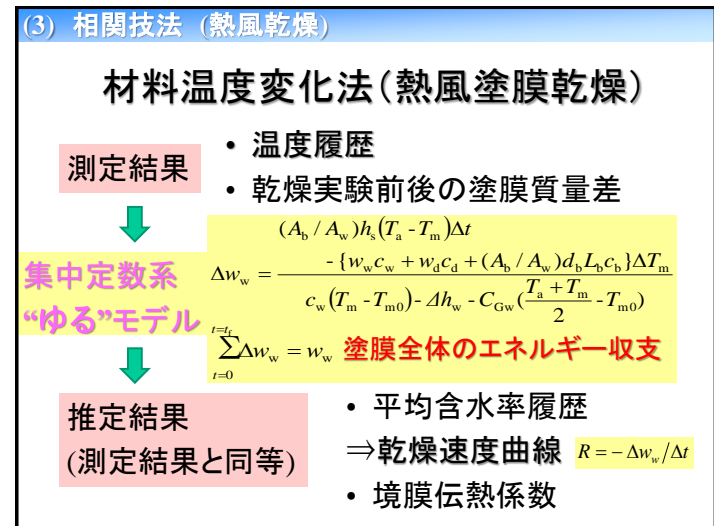 (3) 相関技法 (熱風乾燥)
材料温度変化法(熱風塗膜乾燥)
測定結果
• 温度履歴
• 乾燥実験前後の塗膜質量差
集中定数系
“ゆる”モデル
(A_b / A_w)h_s(T_a - T_m)Δt
- {w_w c_w + w_d c_d + (A_b / A_w)d_b L_b c_b}ΔT_m
Δw_w = 
c_w(T_m - T_m0) - Δh_w - C_Gw((T_a + T_m)/2 - T_m0)
t=t_f
∑Δw_w = w_w 塗膜全体のエネルギー収支
t=0
推定結果
(測定結果と同等)
• 平均含水率履歴
⇒乾燥速度曲線 R = - Δw_w/Δt
• 境膜伝熱係数